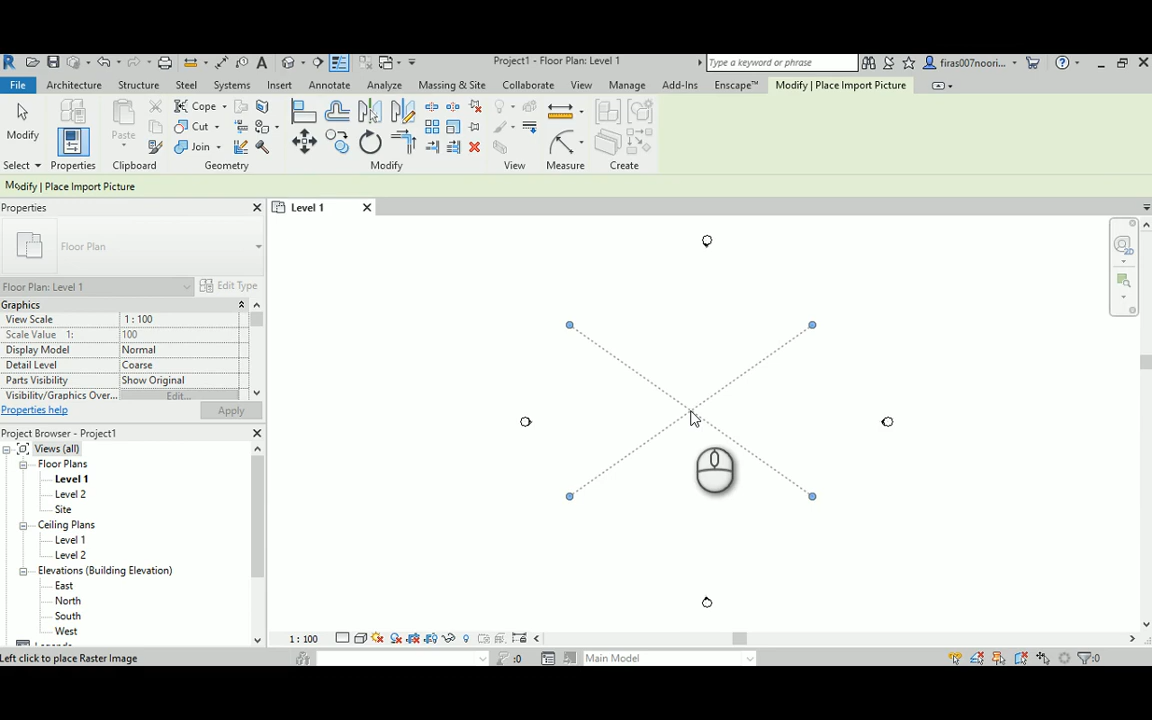 Project1 - Floor Plan: Level 1
Type a keyword or phrase
firas007noori...
File
Architecture
Structure
Steel
Systems
Insert
Annotate
Analyze
Massing & Site
Collaborate
View
Manage
Add-Ins
Enscape™
Modify | Place Import Picture
Modify
Paste
Cope
Cut
Join
Select
Properties
Clipboard
Geometry
Modify
View
Measure
Create
Modify | Place Import Picture
Properties
Level 1
Floor Plan
Floor Plan: Level 1
Edit Type
Graphics
View Scale 1 : 100
Scale Value 1: 100
Display Model Normal
Detail Level Coarse
Parts Visibility Show Original
Visibility/Graphics Over... Edit...
Properties help
Apply
Project Browser - Project1
Views (all)
Floor Plans
Level 1
Level 2
Site
Ceiling Plans
Level 1
Level 2
Elevations (Building Elevation)
East
North
South
West
1 : 100
Left click to place Raster Image
:0
Main Model
:0
2D